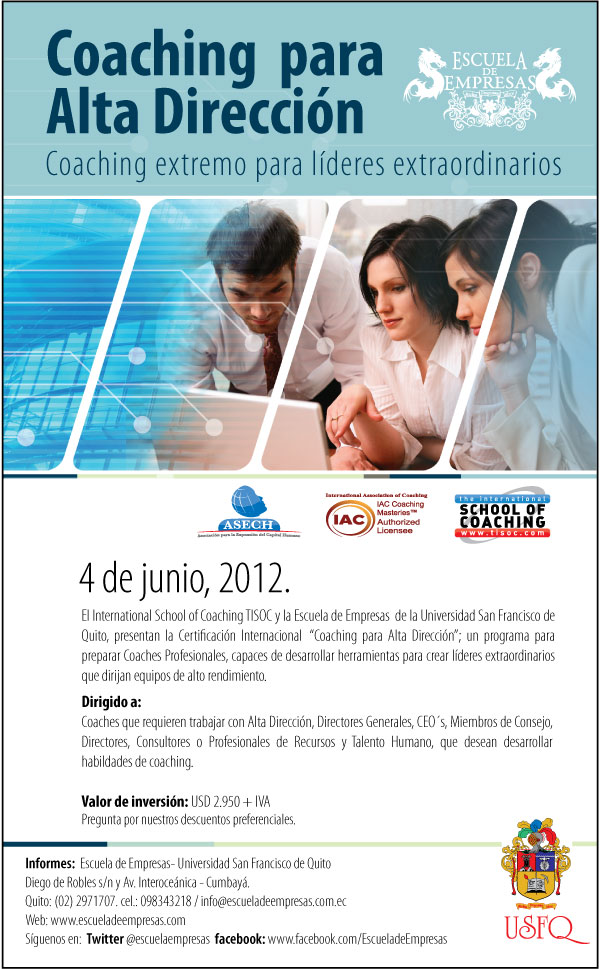 Coaching para
Alta Dirección
ESCUELA
DE
EMPRESAS
Coaching extremo para líderes extraordinarios
ASECH
Asociación para la Expansión del Capital Humano
International Association of Coaching
IAC
IAC Coaching
Masteries™
Authorized
Licensee
the international
SCHOOL OF
COACHING
www.tisoc.com
4 de junio, 2012.
El International School of Coaching TISOC y la Escuela de Empresas de la Universidad San Francisco de
Quito, presentan la Certificación Internacional “Coaching para Alta Dirección”; un programa para
preparar Coaches Profesionales, capaces de desarrollar herramientas para crear líderes extraordinarios
que dirijan equipos de alto rendimiento.
Dirigido a:
Coaches que requieren trabajar con Alta Dirección, Directores Generales, CEO´s, Miembros de Consejo,
Directores, Consultores o Profesionales de Recursos y Talento Humano, que desean desarrollar
habildades de coaching.
Valor de inversión: USD 2.950 + IVA
Pregunta por nuestros descuentos preferenciales.
Informes: Escuela de Empresas- Universidad San Francisco de Quito
Diego de Robles s/n y Av. Interoceánica - Cumbayá.
Quito: (02) 2971707. cel.: 098343218 / info@escueladeempresas.com.ec
Web: www.escueladeempresas.com
Síguenos en: Twitter @escuelaempresas facebook: www.facebook.com/EscueladeEmpresas
USFQ